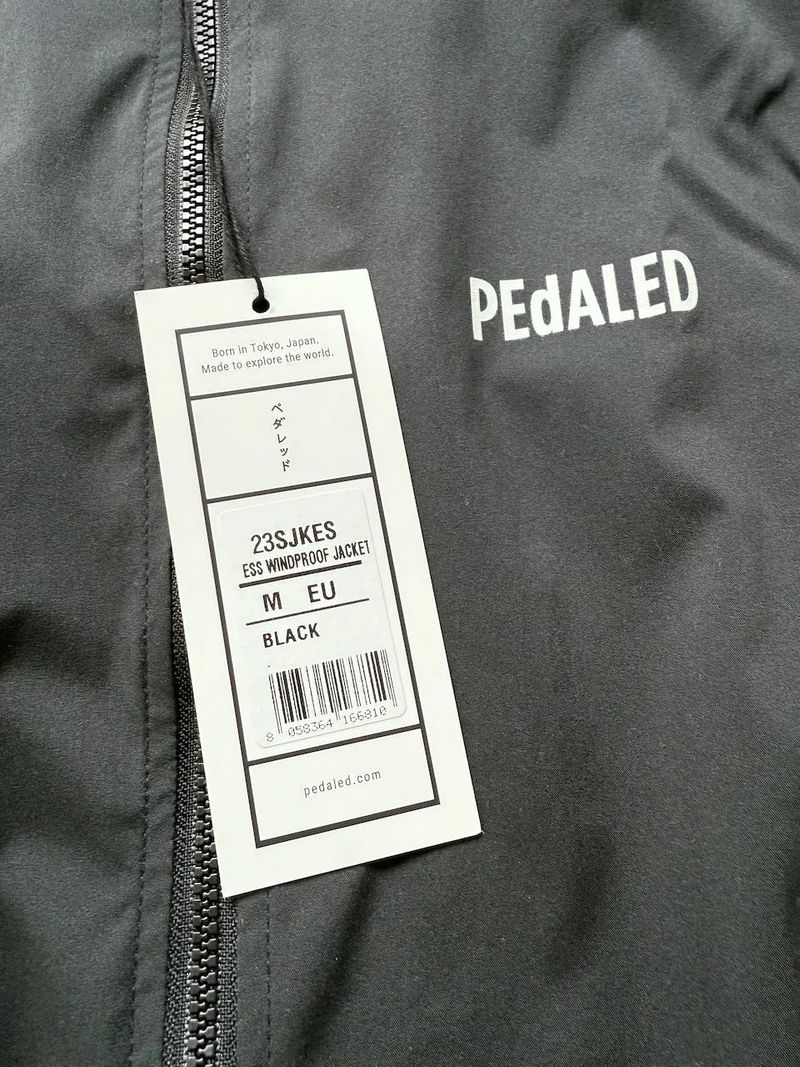 PEdALED
Born in Tokyo, Japan.
Made to explore the world.
ペダレッド
23SJKES
ESS WINDPROOF JACKET
M EU
BLACK
8 058364 166810
pedaled.com